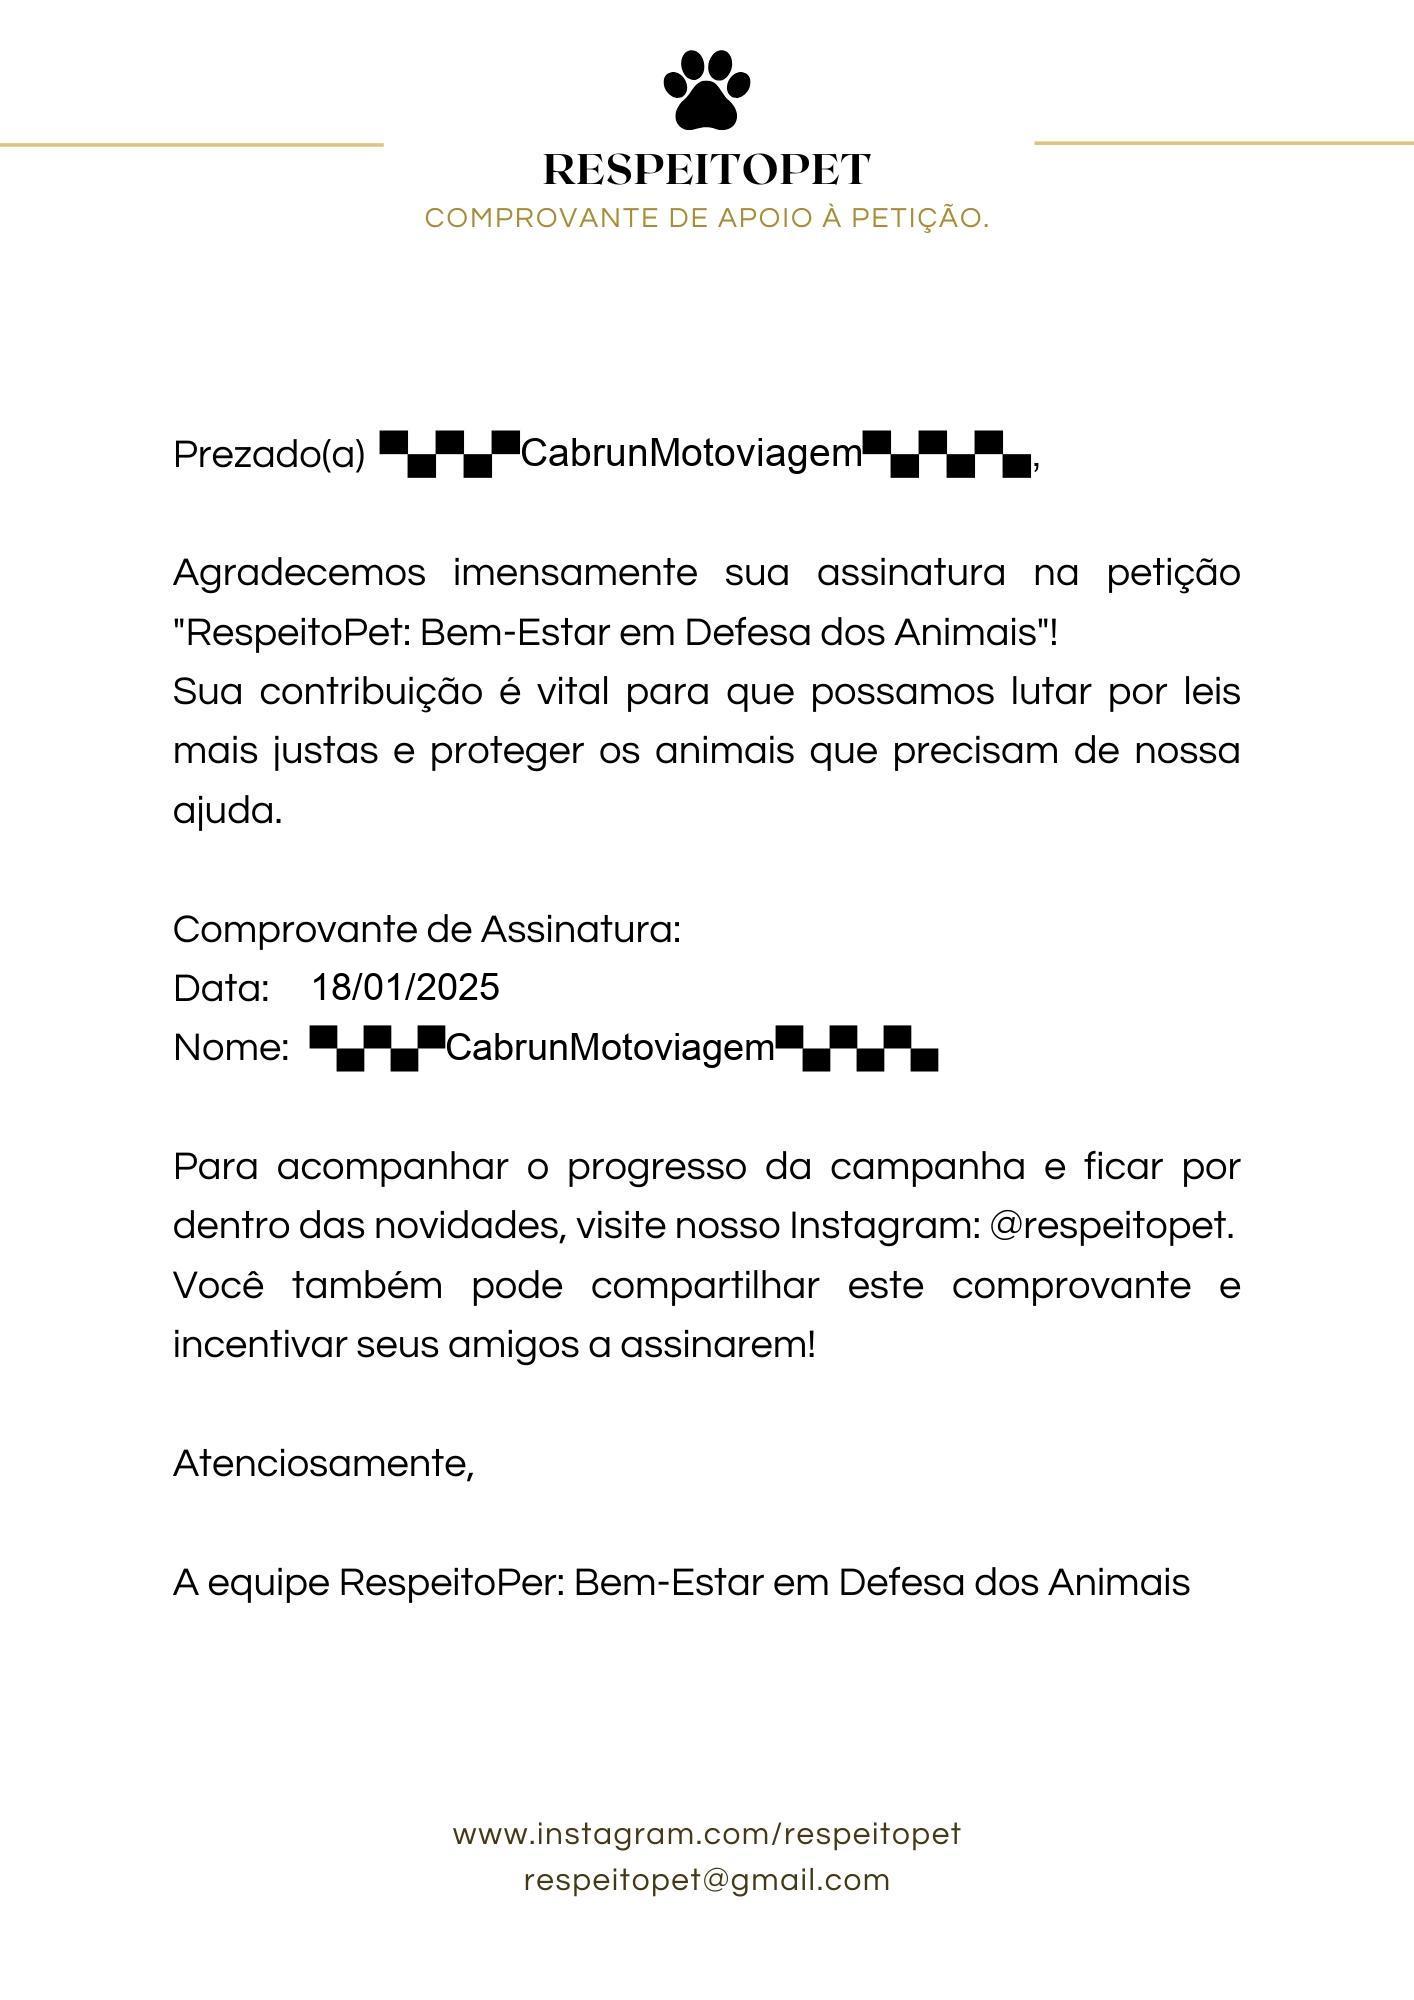 RESPEITOPET
COMPROVANTE DE APOIO À PETIÇÃO.
Prezado(a) ▀▄▀▄▀CabrunMotoviagem▀▄▀▄▀▄,
Agradecemos imensamente sua assinatura na petição
"RespeitoPet: Bem-Estar em Defesa dos Animais"!
Sua contribuição é vital para que possamos lutar por leis
mais justas e proteger os animais que precisam de nossa
ajuda.
Comprovante de Assinatura:
Data: 18/01/2025
Nome: ▀▄▀▄▀CabrunMotoviagem▀▄▀▄▀▄
Para acompanhar o progresso da campanha e ficar por
dentro das novidades, visite nosso Instagram: @respeitopet.
Você também pode compartilhar este comprovante e
incentivar seus amigos a assinarem!
Atenciosamente,
A equipe RespeitoPer: Bem-Estar em Defesa dos Animais
www.instagram.com/respeitopet
respeitopet@gmail.com